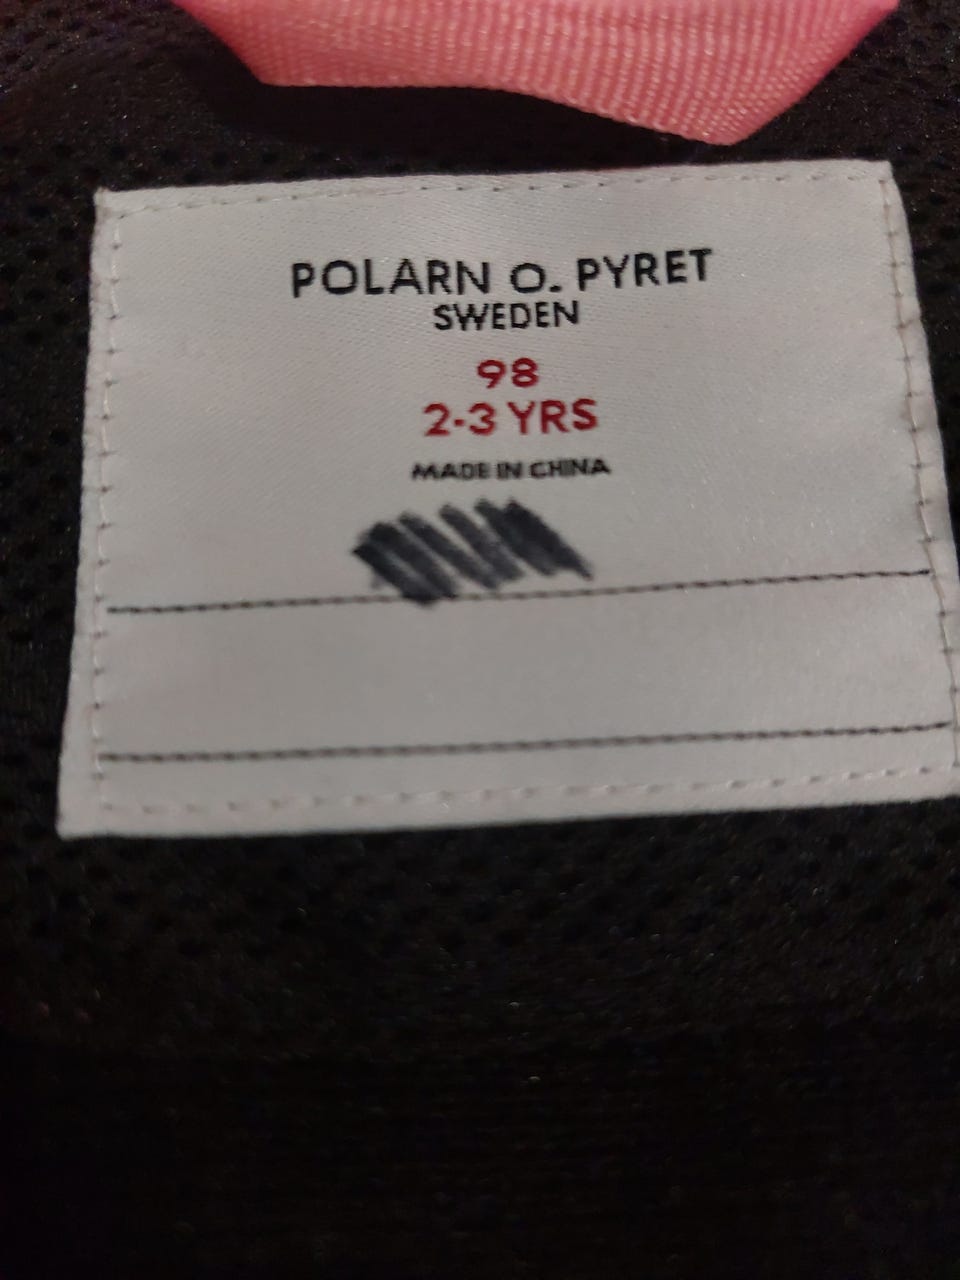 POLARN O. PYRET
SWEDEN
98
2-3 YRS
MADE IN CHINA